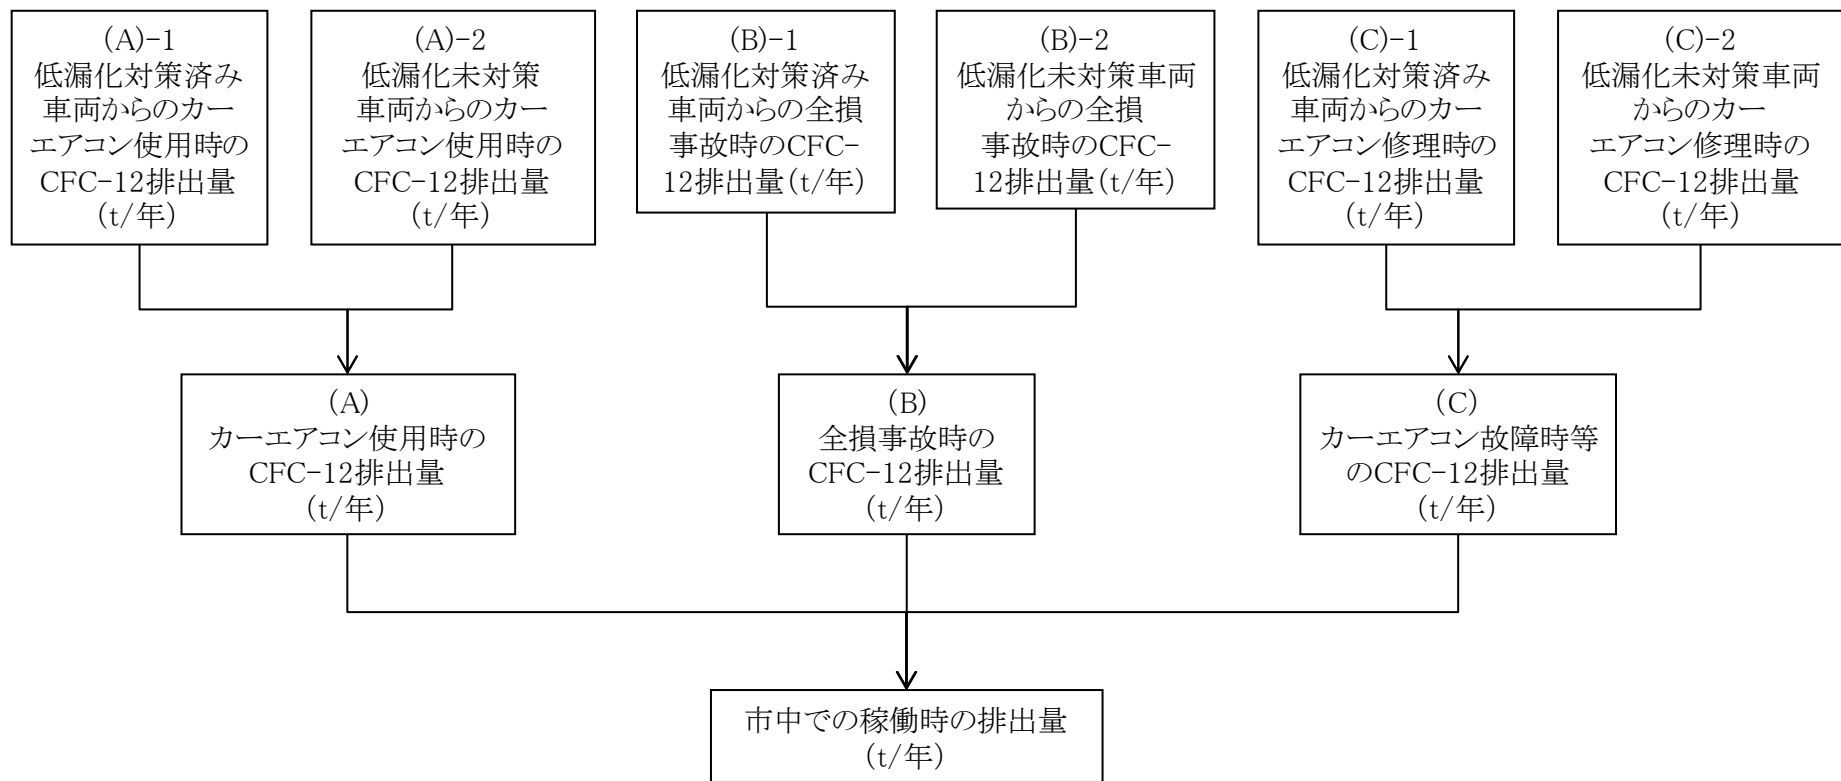 (A)-1
低漏化対策済み
車両からのカー
エアコン使用時の
CFC-12排出量
(t/年)
(A)-2
低漏化未対策
車両からのカー
エアコン使用時の
CFC-12排出量
(t/年)
(B)-1
低漏化対策済み
車両からの全損
事故時のCFC-
12排出量(t/年)
(B)-2
低漏化未対策車両
からの全損
事故時のCFC-
12排出量(t/年)
(C)-1
低漏化対策済み
車両からのカー
エアコン修理時の
CFC-12排出量
(t/年)
(C)-2
低漏化未対策車両
からのカー
エアコン修理時の
CFC-12排出量
(t/年)
(A)
カーエアコン使用時の
CFC-12排出量
(t/年)
(B)
全損事故時の
CFC-12排出量
(t/年)
(C)
カーエアコン故障時等
のCFC-12排出量
(t/年)
市中での稼働時の排出量
(t/年)